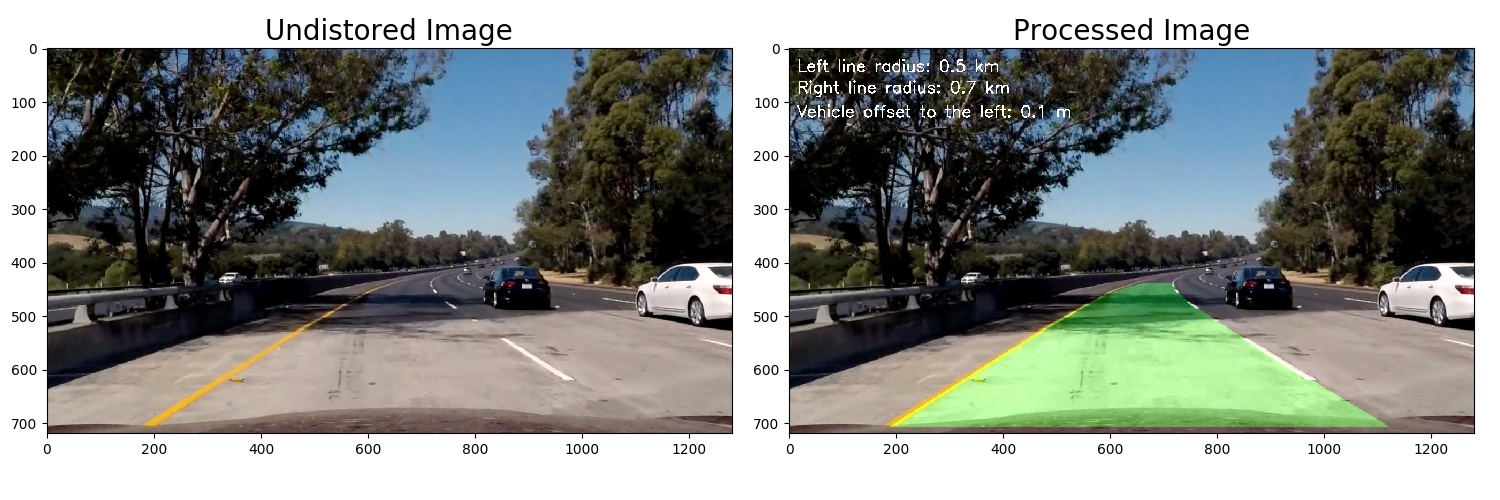 Undistored Image
Processed Image
Left line radius: 0.5 km
Right line radius: 0.7 km
Vehicle offset to the left: 0.1 m
0
100
200
300
400
500
600
700
0 200 400 600 800 1000 1200
0
100
200
300
400
500
600
700
0 200 400 600 800 1000 1200